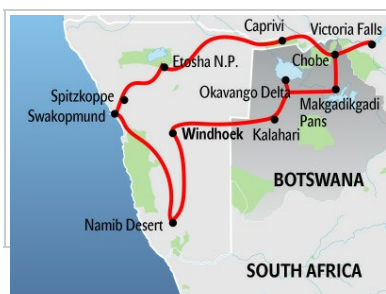 Caprivi
Victoria Falls
Etosha N.P.
Chobe
Okavango Delta
Spitzkoppe
Swakopmund
Makgadikgadi
Pans
Windhoek
Kalahari
BOTSWANA
Namib Desert
SOUTH AFRICA